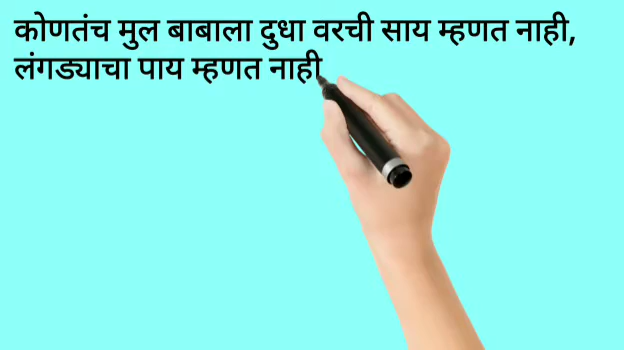 कोणतंच मुल बाबाला दुधा वरची साय म्हणत नाही,
लंगड्याचा पाय म्हणत नाही